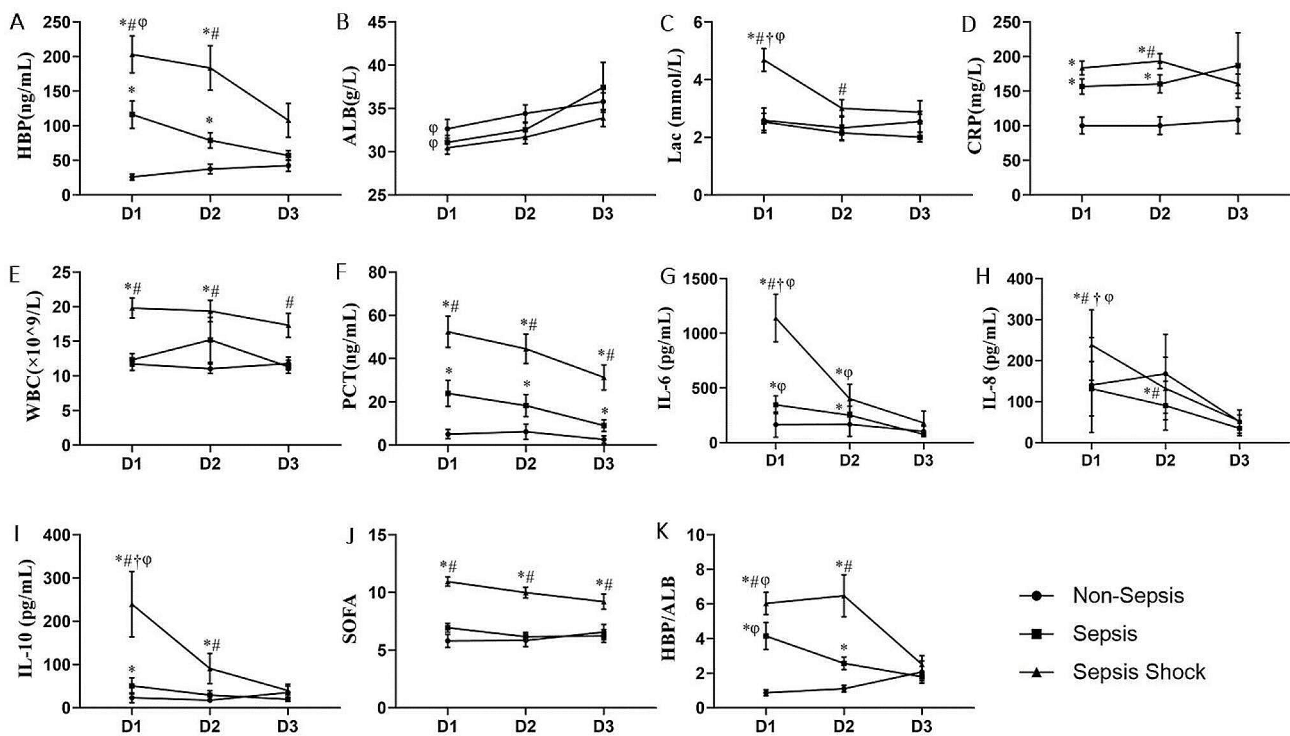 A
HBP(ng/mL)
250
200
150
100
50
0
*#φ
*#
*
*
D1 D2 D3
B
ALB(g/L)
45
40
35
30
25
φ
φ
D1 D2 D3
C
Lac (mmol/L)
6
4
2
0
*#†φ
#
D1 D2 D3
D
CRP(mg/L)
250
200
150
100
50
0
*
*#
*
*
D1 D2 D3
E
WBC(×10^9/L)
25
20
15
10
5
0
*#
*#
#
D1 D2 D3
F
PCT(ng/mL)
80
60
40
20
0
*#
*#
*#
*
*
*
D1 D2 D3
G
IL-6 (pg/mL)
1500
1000
500
0
*#†φ
*φ
*φ
*
D1 D2 D3
H
IL-8 (pg/mL)
400
300
200
100
0
*# † φ
*#
D1 D2 D3
I
IL-10 (pg/mL)
400
300
200
100
0
*#†φ
*#
*
D1 D2 D3
J
SOFA
15
10
5
0
*#
*#
*#
D1 D2 D3
K
HBP/ALB
10
8
6
4
2
0
*#φ
*#
*φ
*
D1 D2 D3
Non-Sepsis
Sepsis
Sepsis Shock